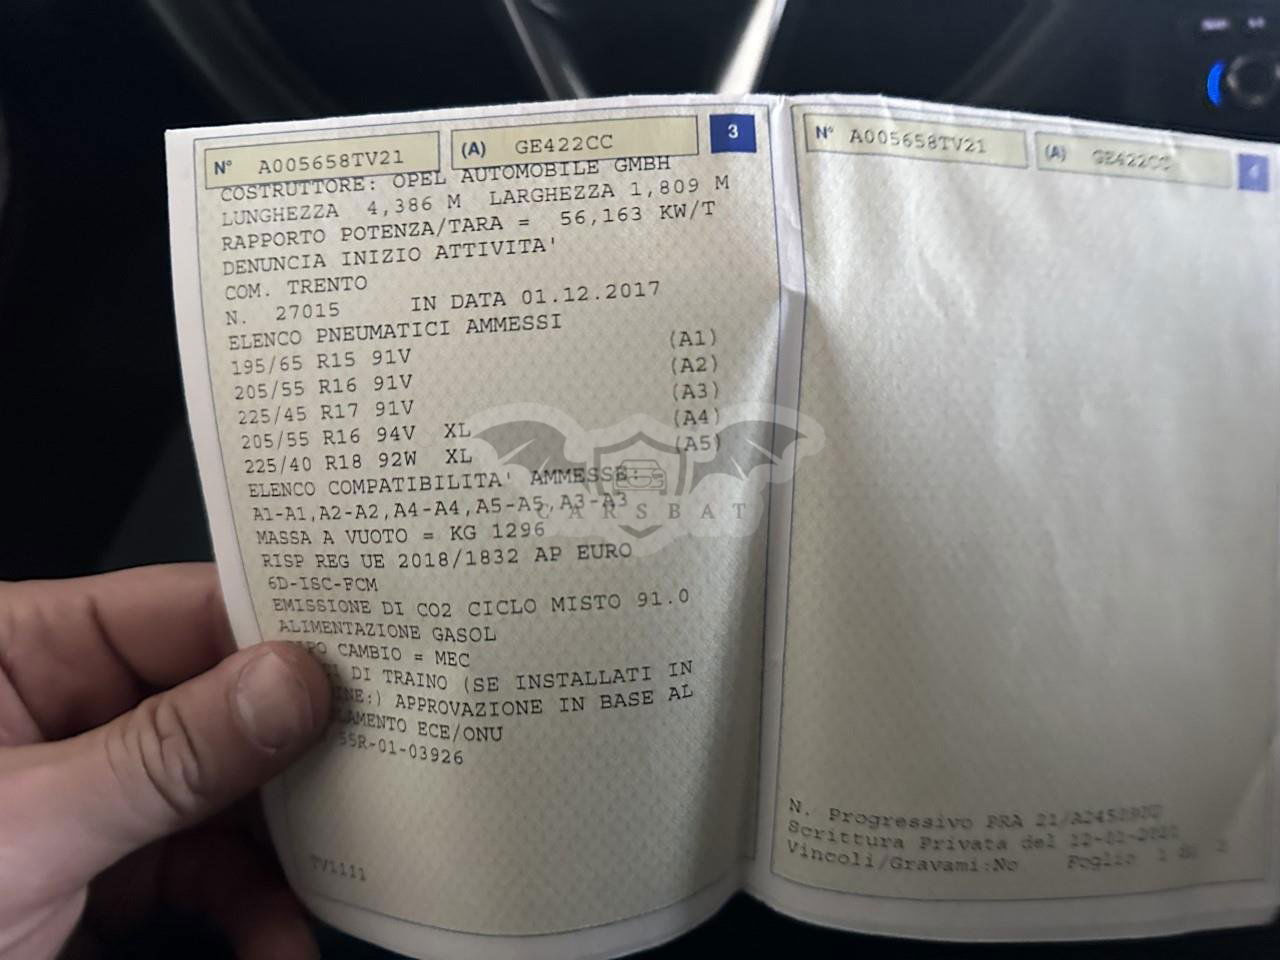 N° A005658TV21 (A) GE422CC 3
COSTRUTTORE: OPEL AUTOMOBILE GMBH
LUNGHEZZA 4,386 M LARGHEZZA 1,809 M
RAPPORTO POTENZA/TARA = 56,163 KW/T
DENUNCIA INIZIO ATTIVITA'
COM. TRENTO
N. 27015 IN DATA 01.12.2017
ELENCO PNEUMATICI AMMESSI
195/65 R15 91V (A1)
205/55 R16 91V (A2)
225/45 R17 91V (A3)
205/55 R16 94V XL (A4)
225/40 R18 92W XL (A5)
ELENCO COMPATIBILITA' AMMESSE:
A1-A1,A2-A2,A4-A4,A5-A5,A3-A3
MASSA A VUOTO = KG 1296
RISP REG UE 2018/1832 AP EURO
6D-ISC-FCM
EMISSIONE DI CO2 CICLO MISTO 91.0
ALIMENTAZIONE GASOL
CAMBIO = MEC
DI TRAINO (SE INSTALLATI IN
APPROVAZIONE IN BASE AL
ECE/ONU
55R-01-03926
TV1111
CARSBAT
N° A005658TV21 (A) GE422CC 4
N. Progressivo PRA
Scrittura Privata del
Vincoli/Gravami:No Foglio 1